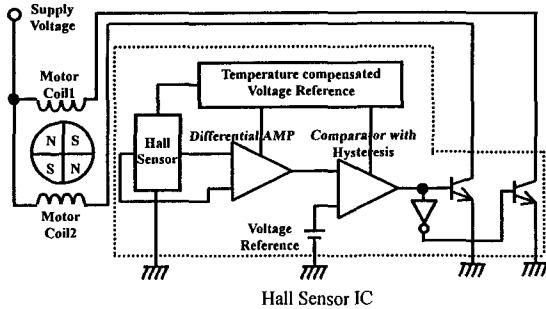 Supply
Voltage
Motor
Coil1
Temperature compensated
Voltage Reference
Hall
Sensor
Differential AMP
Comparator with
Hysteresis
N S
S N
Motor
Coil2
Voltage
Reference
Hall Sensor IC